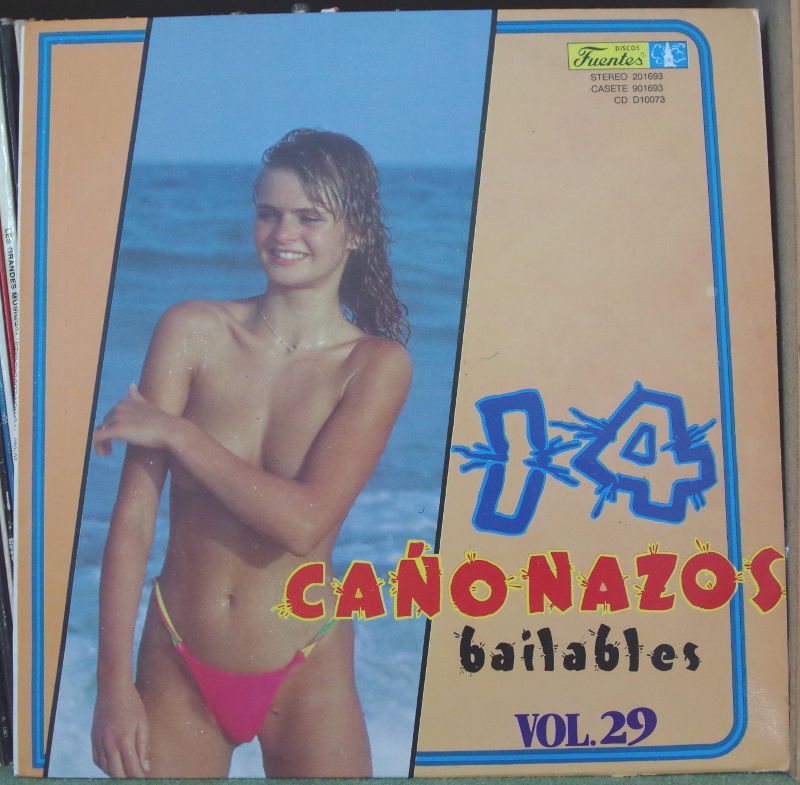 DISCOS
Fuentes
STEREO 201693
CASETE 901693
CD D10073
14
CAÑONAZOS
bailables
VOL.29
LES GRANDES